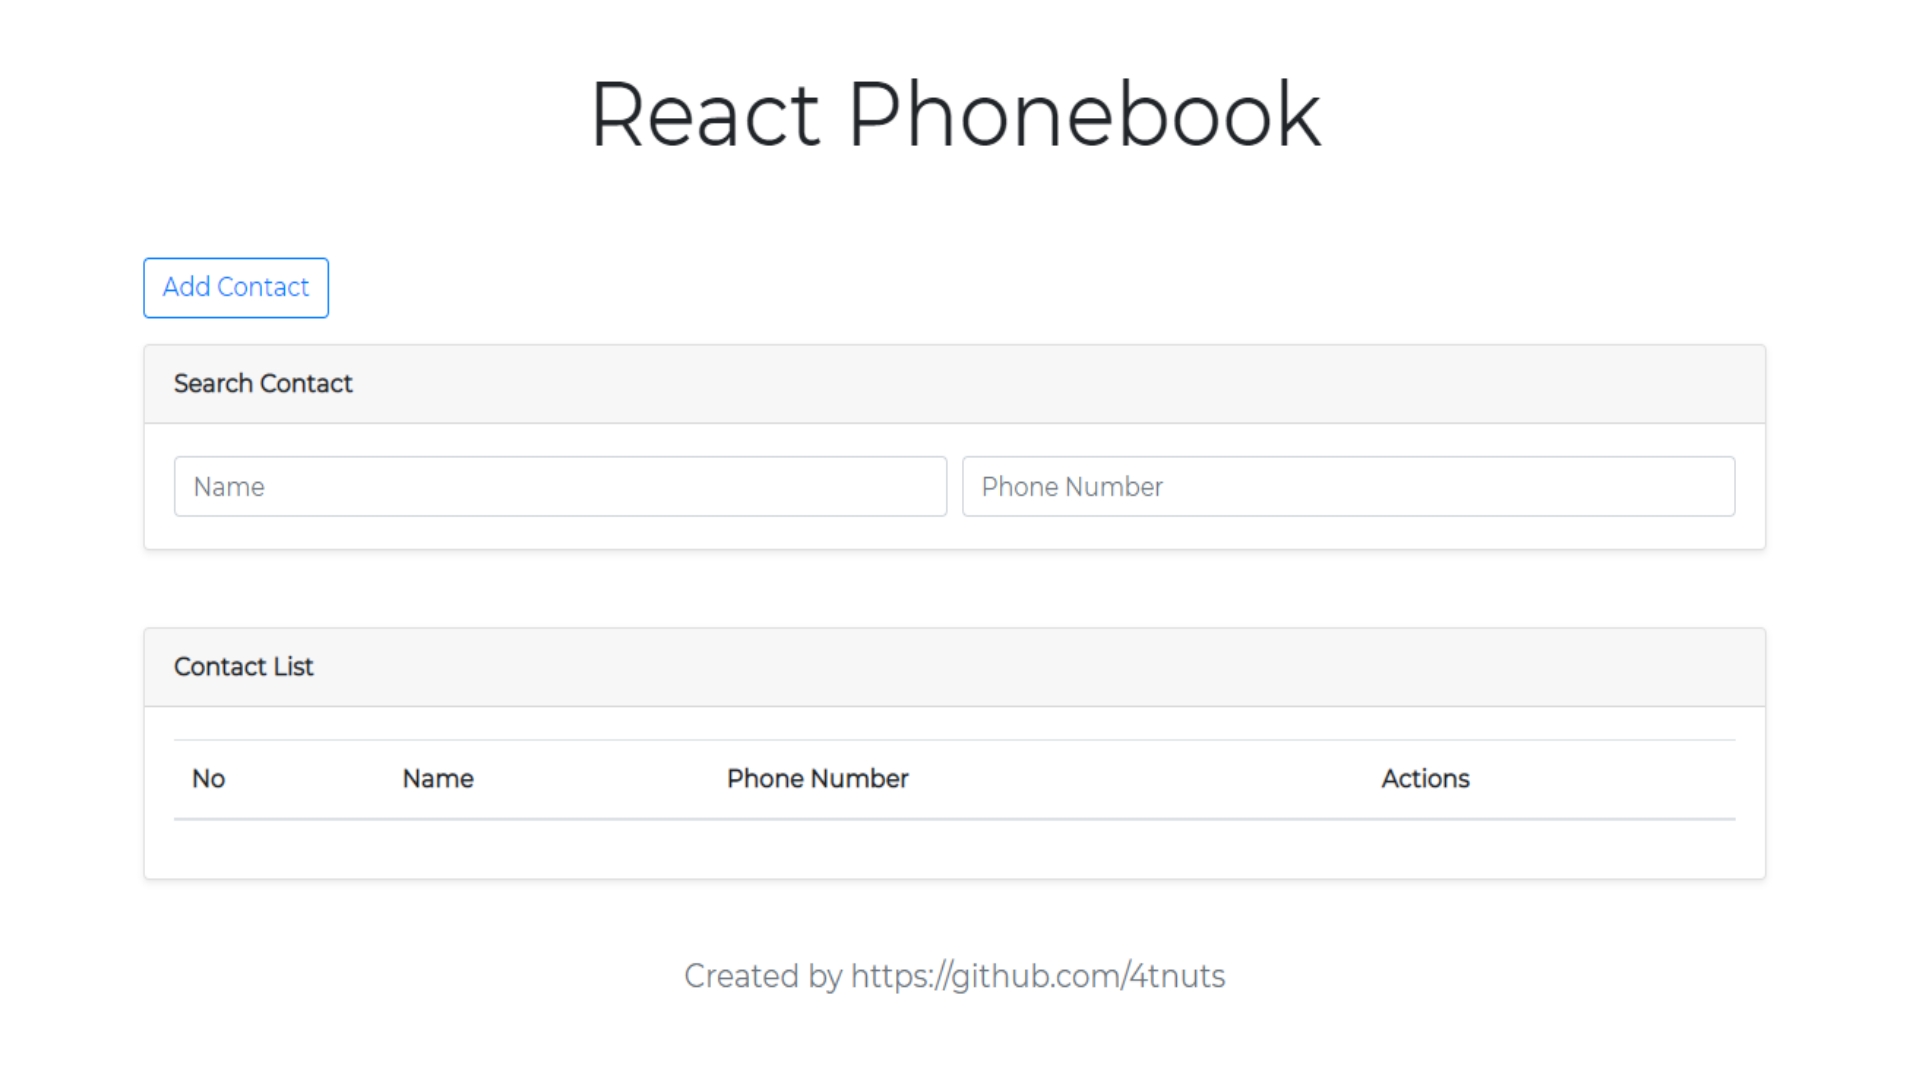 React Phonebook
Add Contact
Search Contact
Name Phone Number
Contact List
No Name Phone Number Actions
Created by https://github.com/4tnuts